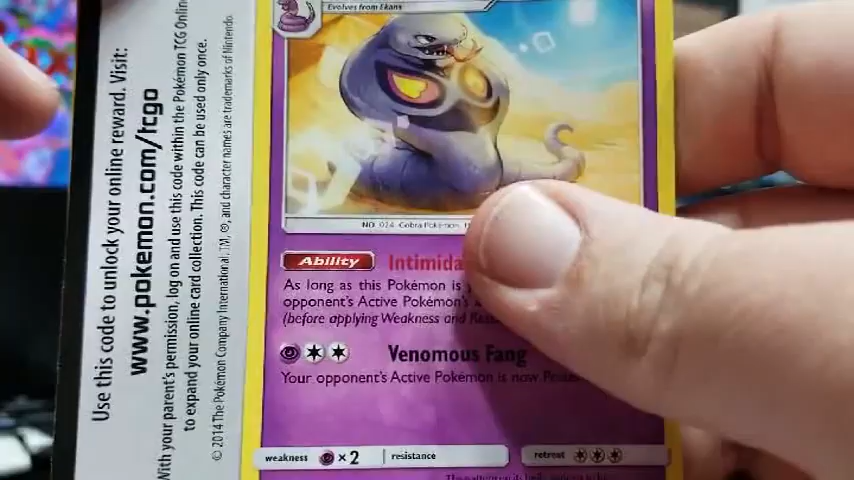 Use this code to unlock your online reward. Visit:
www.pokemon.com/tcgo
With your parent's permission, log on and use this code within the Pokémon TCG Online
to expand your online card collection. This code can be used only once.
© 2014 The Pokémon Company International. TM, ®, and character names are trademarks of Nintendo.
Evolves from Ekans
NO. 024 Cobra Pokémon
Ability
As long as this Pokémon is
opponent's Active Pokémon's
(before applying Weakness and
Venomous Fang
Your opponent's Active Pokémon is now
weakness ×2 resistance retreat